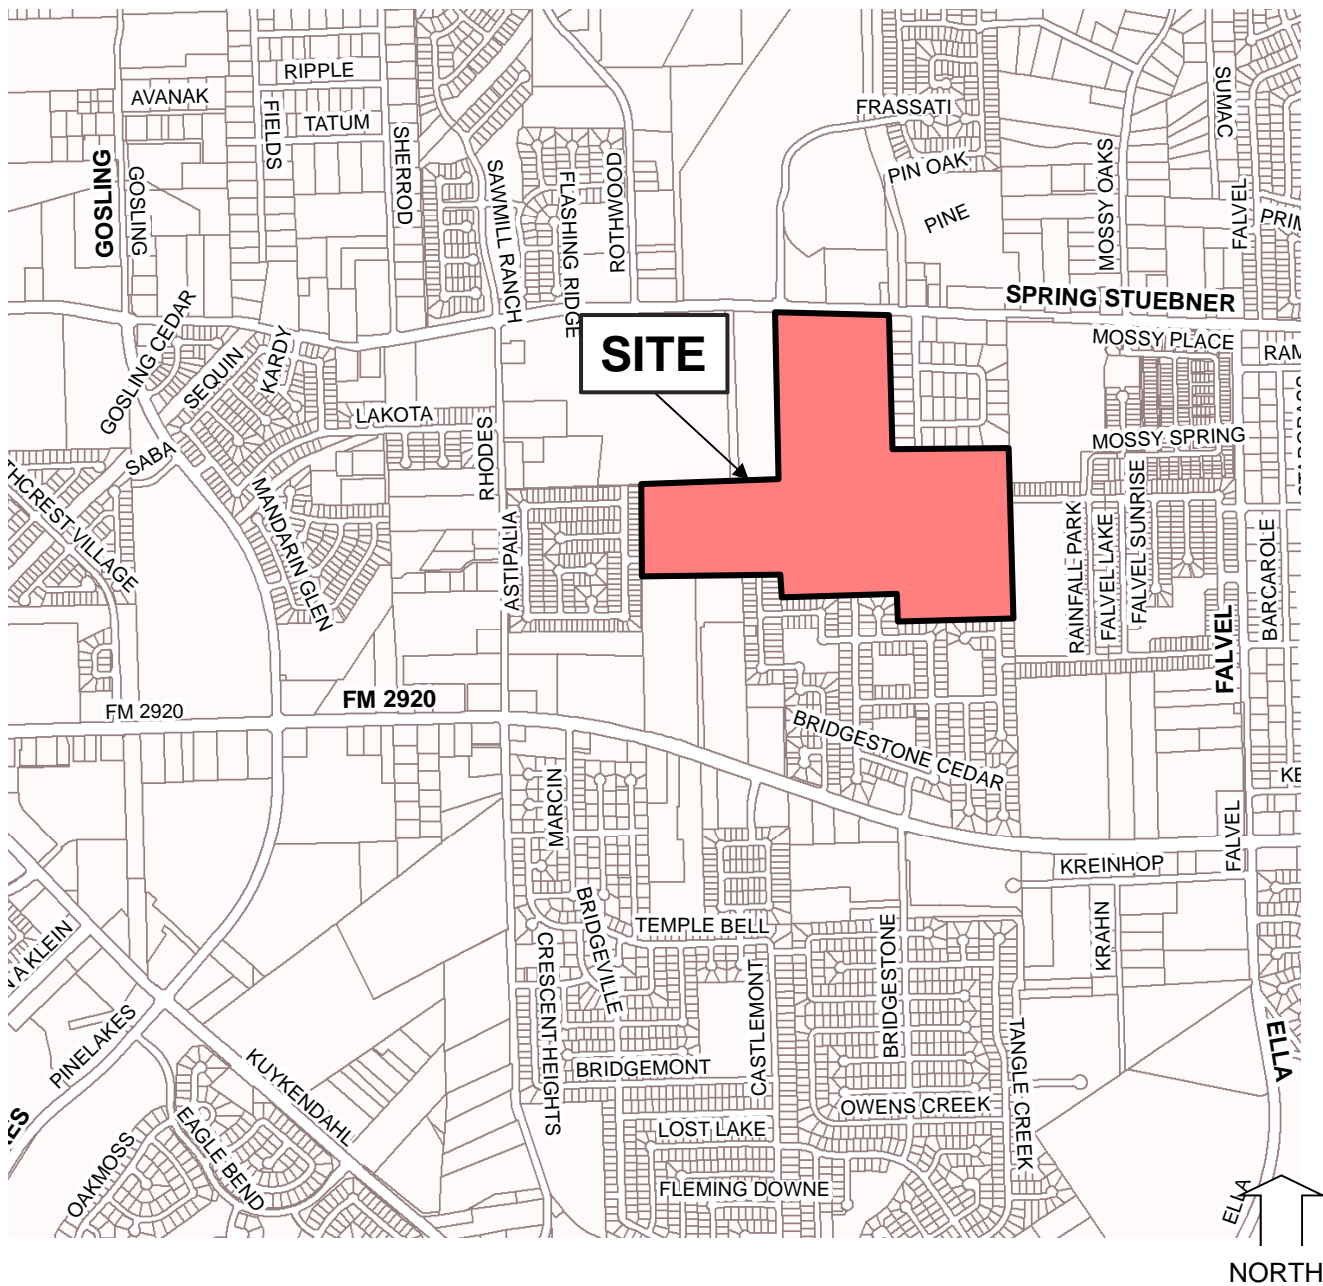 RIPPLE
AVANAK
TATUM
FIELDS
SHERROD
FRASSATI
PIN OAK
PINE
SUMAC
MOSSY OAKS
FALVEL
GOSLING
GOSLING
SAWMILL RANCH
FLASHING RIDGE
ROTHWOOD
SPRING STUEBNER
MOSSY PLACE
GOSLING CEDAR
SEQUIN
KARDY
SITE
LAKOTA
RHODES
SABA
MOSSY SPRING
MANDARIN GLEN
ASTIPALIA
RAINFALL PARK
FALVEL LAKE
FALVEL SUNRISE
FALVEL
BARCAROLE
THCREST VILLAGE
FM 2920
FM 2920
BRIDGESTONE CEDAR
MARCIN
FALVEL
KREINHOP
KRAHN
BRIDGEVILLE
TEMPLE BELL
CRESCENT HEIGHTS
CASTLEMONT
BRIDGESTONE
TANGLE CREEK
ELLA
A KLEIN
PINELAKES
KUYKENDAHL
BRIDGEMONT
OWENS CREEK
EAGLE BEND
OAKMOSS
LOST LAKE
FLEMING DOWNE
ELLA
NORTH